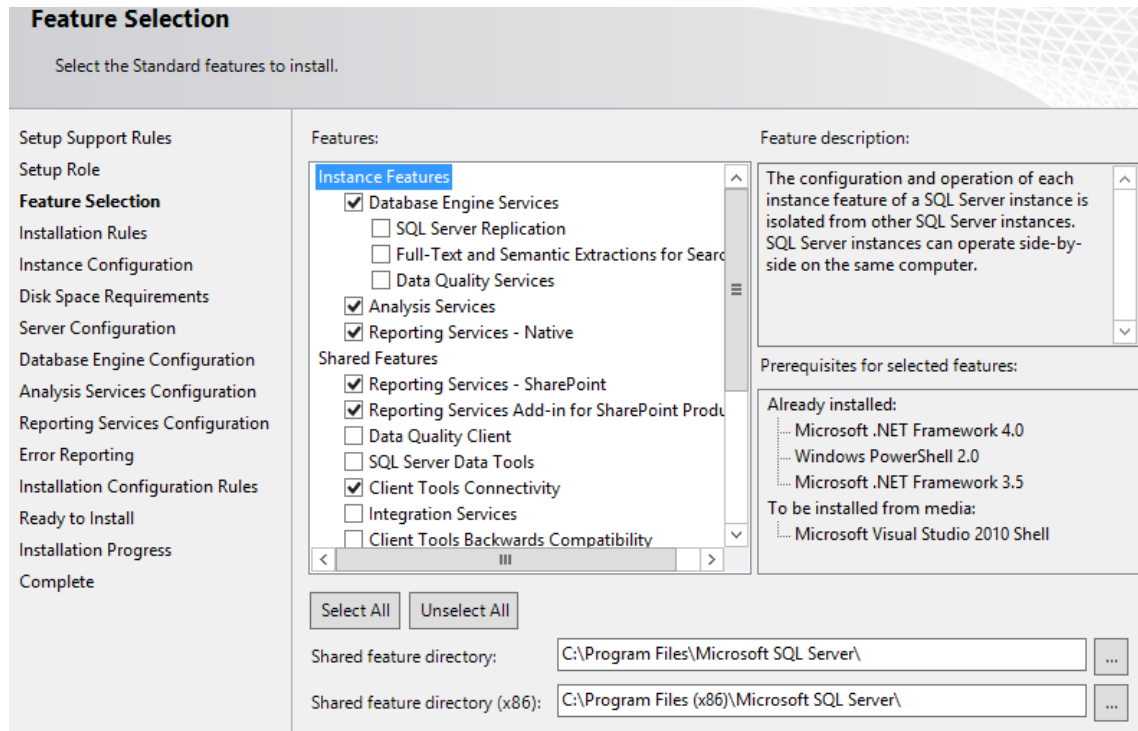 Feature Selection
Select the Standard features to install.
Setup Support Rules
Setup Role
Feature Selection
Installation Rules
Instance Configuration
Disk Space Requirements
Server Configuration
Database Engine Configuration
Analysis Services Configuration
Reporting Services Configuration
Error Reporting
Installation Configuration Rules
Ready to Install
Installation Progress
Complete
Features:
Instance Features
Database Engine Services
SQL Server Replication
Full-Text and Semantic Extractions for Searc
Data Quality Services
Analysis Services
Reporting Services - Native
Shared Features
Reporting Services - SharePoint
Reporting Services Add-in for SharePoint Produ
Data Quality Client
SQL Server Data Tools
Client Tools Connectivity
Integration Services
Client Tools Backwards Compatibility
Feature description:
The configuration and operation of each
instance feature of a SQL Server instance is
isolated from other SQL Server instances.
SQL Server instances can operate side-by-
side on the same computer.
Prerequisites for selected features:
Already installed:
Microsoft .NET Framework 4.0
Windows PowerShell 2.0
Microsoft .NET Framework 3.5
To be installed from media:
Microsoft Visual Studio 2010 Shell
Select All
Unselect All
Shared feature directory:
C:\Program Files\Microsoft SQL Server\
...
Shared feature directory (x86):
C:\Program Files (x86)\Microsoft SQL Server\
...